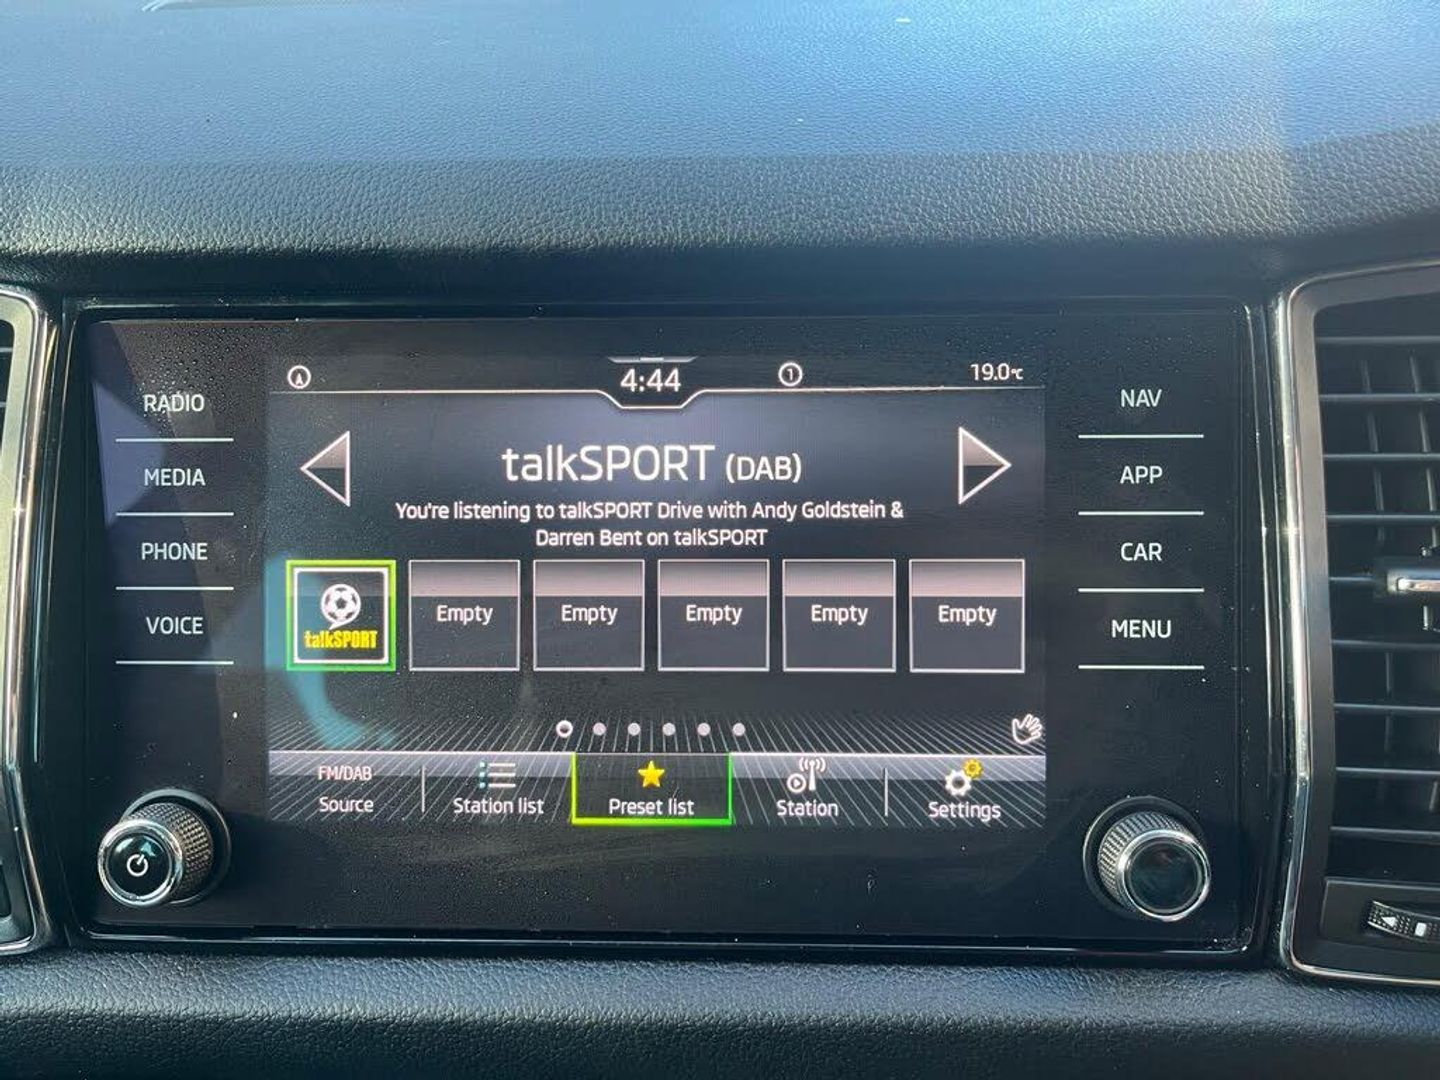 4:44
1
19.0°C
RADIO
MEDIA
PHONE
VOICE
talkSPORT (DAB)
You're listening to talkSPORT Drive with Andy Goldstein &
Darren Bent on talkSPORT
talkSPORT
Empty
Empty
Empty
Empty
Empty
FM/DAB
Source
Station list
Preset list
Station
Settings
NAV
APP
CAR
MENU